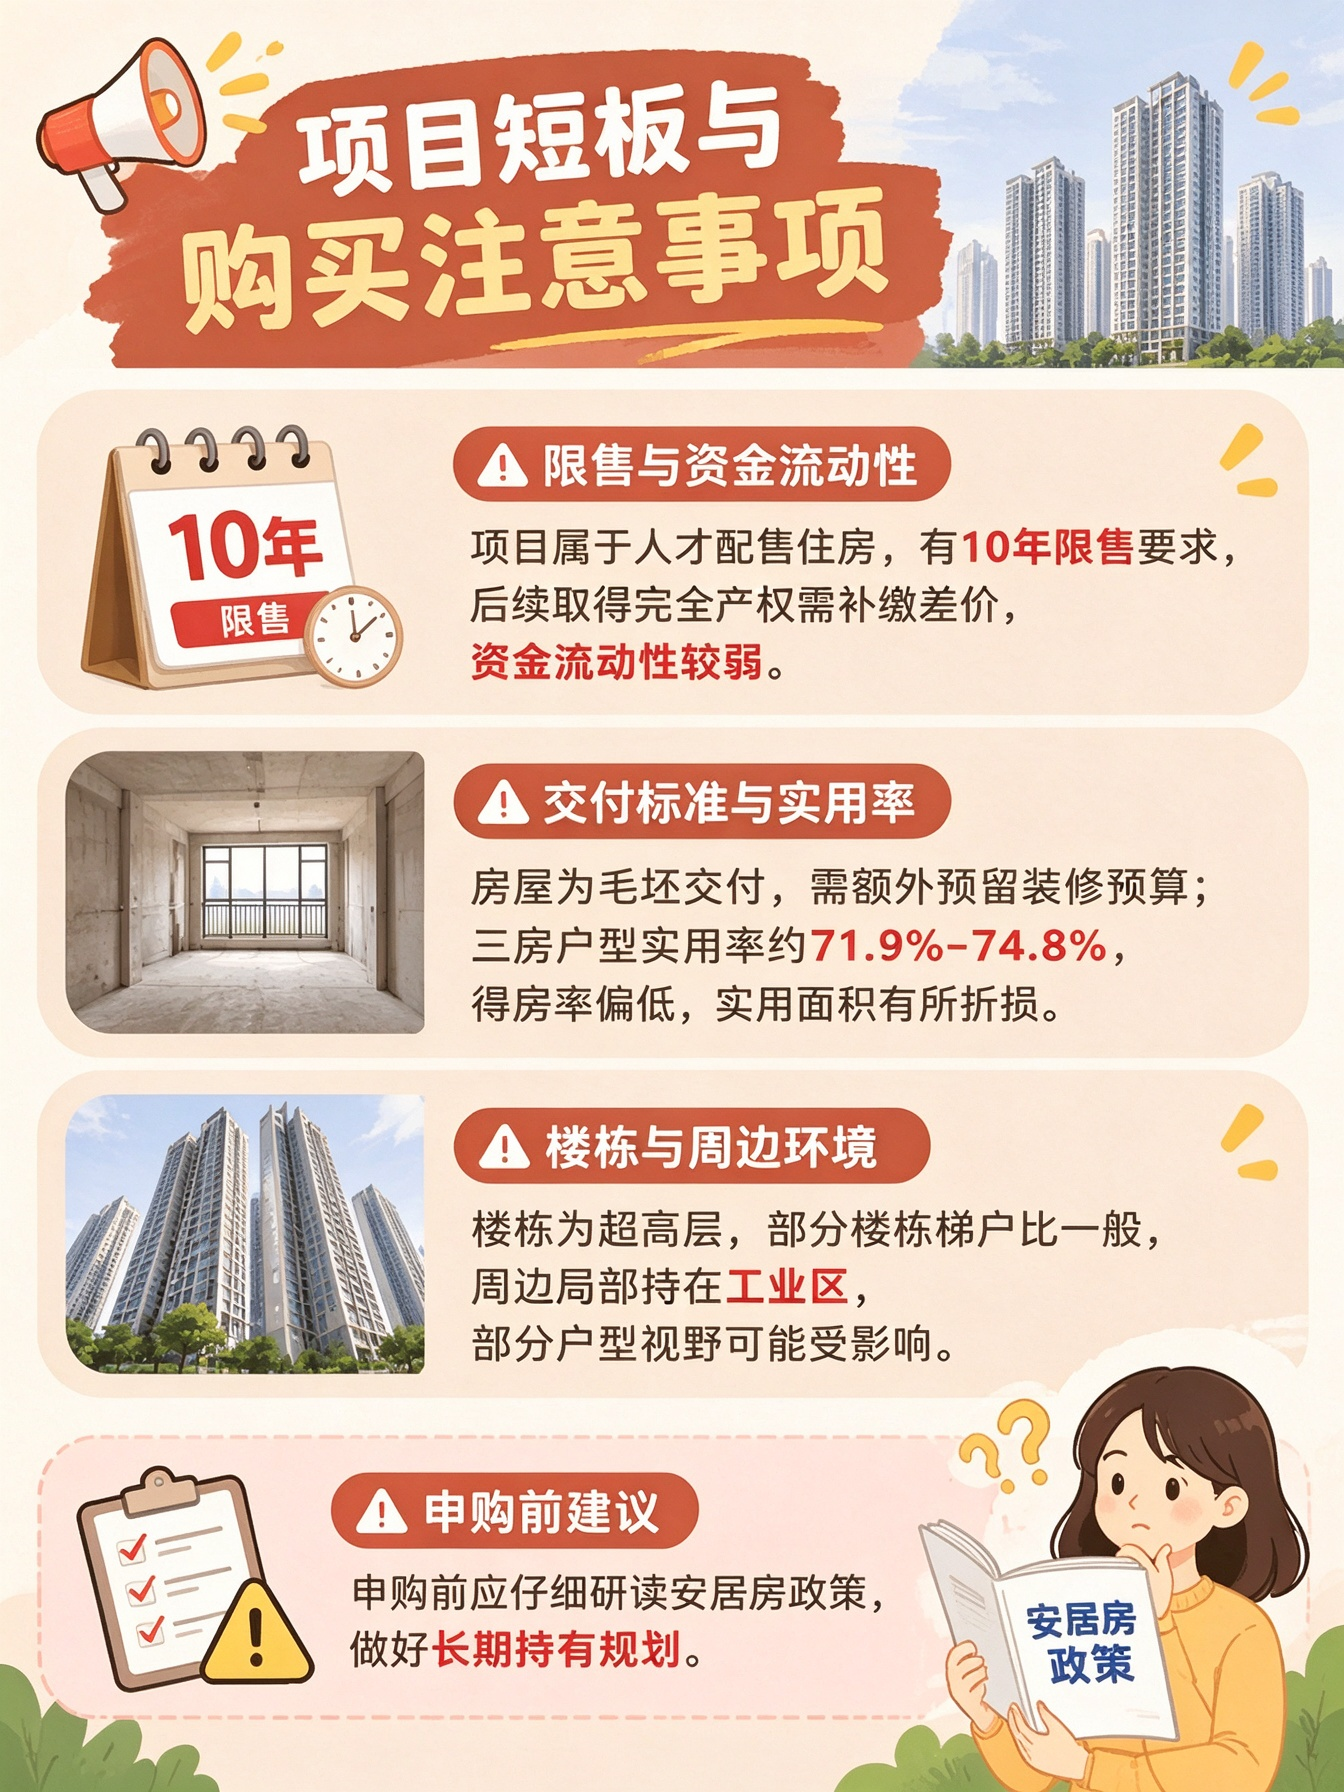 项目短板与
购买注意事项
10年
限售
限售与资金流动性
项目属于人才配售住房，有10年限售要求，
后续取得完全产权需补缴差价，
资金流动性较弱。
交付标准与实用率
房屋为毛坯交付，需额外预留装修预算；
三房户型实用率约71.9%-74.8%，
得房率偏低，实用面积有所折损。
楼栋与周边环境
楼栋为超高层，部分楼栋梯户比一般，
周边局部持在工业区，
部分户型视野可能受影响。
申购前建议
申购前应仔细研读安居房政策，
做好长期持有规划。
安居房
政策